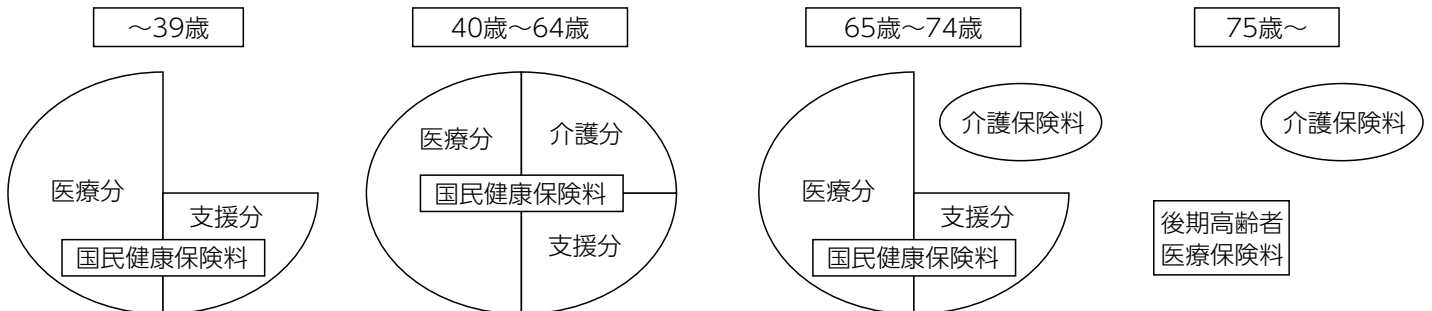 ～39歳
医療分
支援分
国民健康保険料
40歳～64歳
医療分
介護分
国民健康保険料
支援分
65歳～74歳
介護保険料
医療分
支援分
国民健康保険料
75歳～
介護保険料
後期高齢者
医療保険料